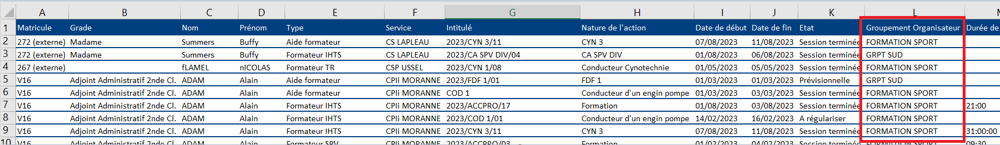 A B C D E F G H I J K L
1 Matricule Grade Nom Prénom Type Service Intitulé Nature de l'action Date de début Date de fin Etat Groupement Organisateur Durée de
2 272 (externe) Madame Summers Buffy Aide formateur CS LAPLEAU 2023/CYN 3/11 CYN 3 07/08/2023 11/08/2023 Session terminée FORMATION SPORT
3 272 (externe) Madame Summers Buffy Formateur IHTS CS LAPLEAU 2023/CA SPV DIV/04 CA SPV DIV 01/08/2023 06/08/2023 Session terminée GRPT SUD
4 267 (externe) fLAMEL nICOLAS Formateur TR CSP USSEL 2023/CYN 1/08 Conducteur Cynotechnie 01/05/2023 05/05/2023 Session terminée FORMATION SPORT
5 V16 Adjoint Administratif 2nde Cl. ADAM Alain Aide formateur CPIi MORANNE 2023/FDF 1/01 FDF 1 01/03/2023 01/03/2023 Prévisionnelle GRPT SUD
6 V16 Adjoint Administratif 2nde Cl. ADAM Alain Aide formateur CPIi MORANNE COD 1 Conducteur d'un engin pompe 01/03/2023 03/03/2023 Session terminée FORMATION SPORT
7 V16 Adjoint Administratif 2nde Cl. ADAM Alain Formateur IHTS CPIi MORANNE 2023/ACCPRO/17 Formation 01/08/2023 03/08/2023 Session terminée FORMATION SPORT 21:00
8 V16 Adjoint Administratif 2nde Cl. ADAM Alain Formateur IHTS CPIi MORANNE 2023/COD 1/01 Conducteur d'un engin pompe 14/02/2023 16/02/2023 A régulariser FORMATION SPORT
9 V16 Adjoint Administratif 2nde Cl. ADAM Alain Formateur IHTS CPIi MORANNE 2023/CYN 3/11 CYN 3 07/08/2023 11/08/2023 Session terminée FORMATION SPORT 31:00:00
10 V16 Adjoint Administratif 2nde Cl. ADAM Alain Formateur SPV CPIi MORANNE 2023/ACCPRO/03 Formation 01/02/2023 04/02/2023 Session terminée FORMATION SPORT 09:30